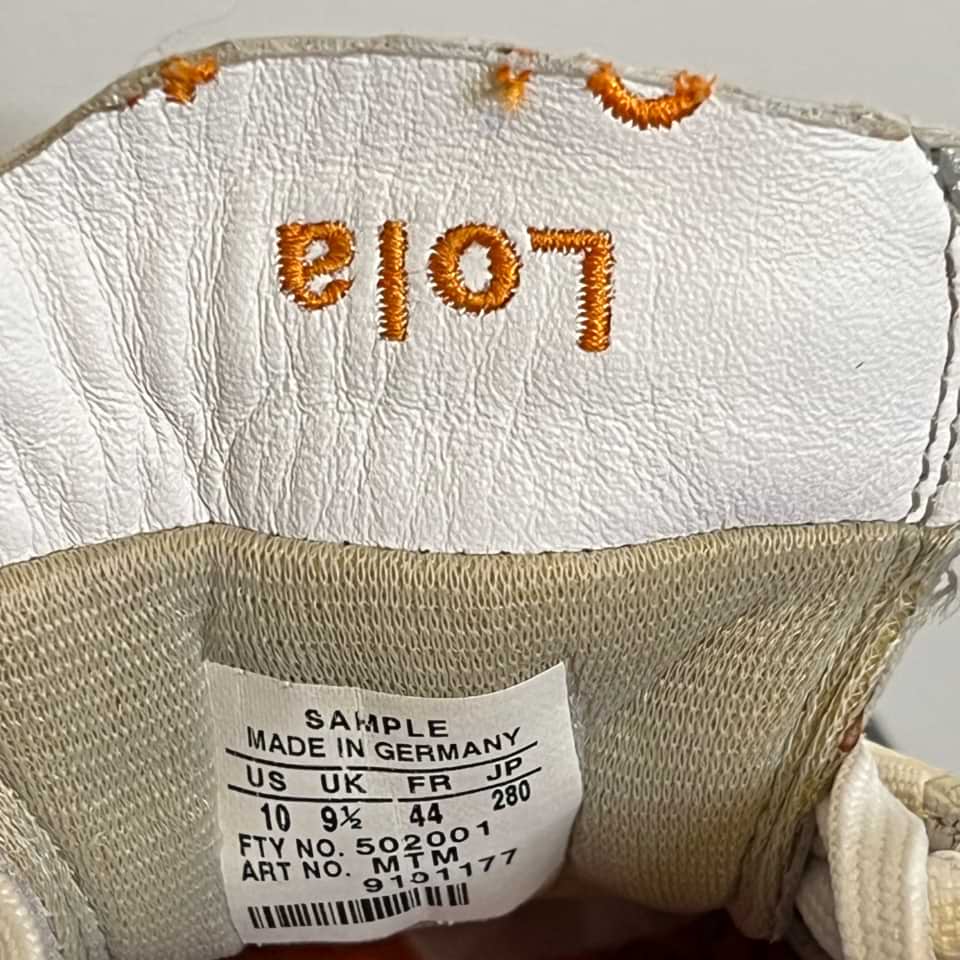 Lola
SAMPLE
MADE IN GERMANY
US UK FR JP
10 9½ 44 280
FTY NO. 502001
ART NO. MTM
9101177